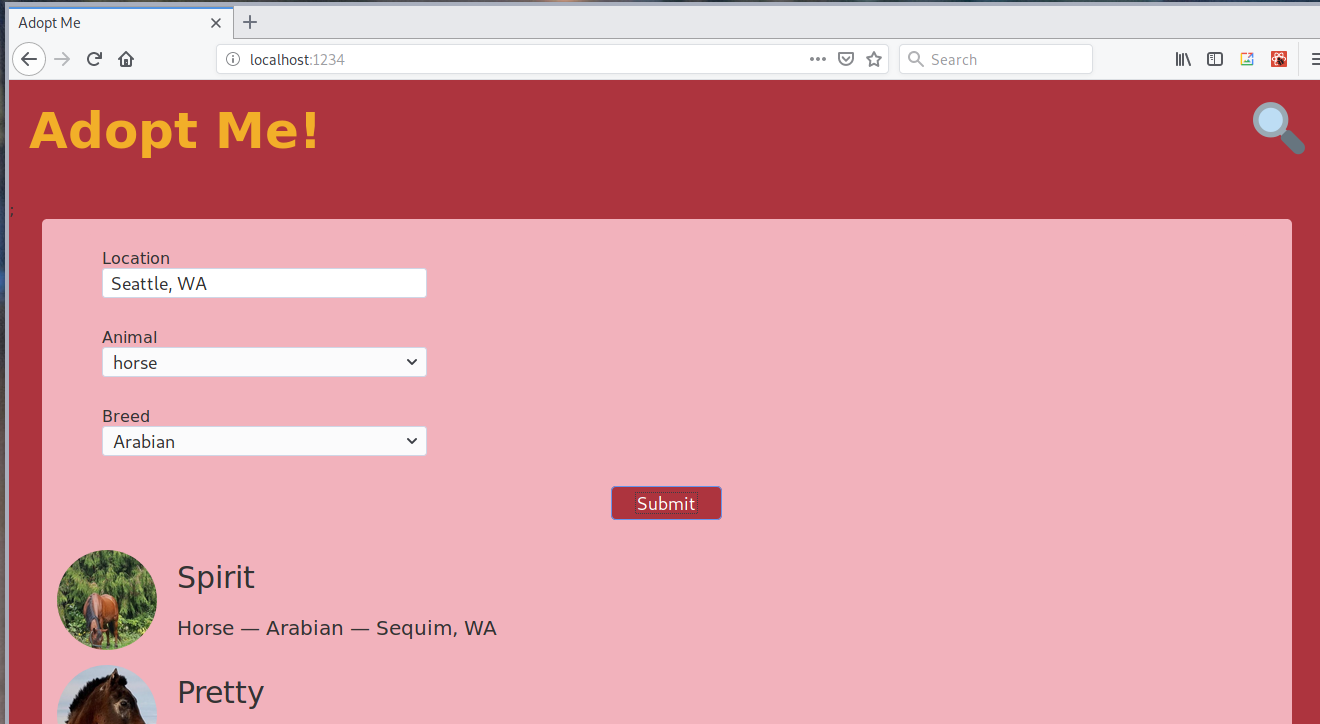 Adopt Me
localhost:1234
Search
Adopt Me!
;
Location
Seattle, WA
Animal
horse
Breed
Arabian
Submit
Spirit
Horse — Arabian — Sequim, WA
Pretty